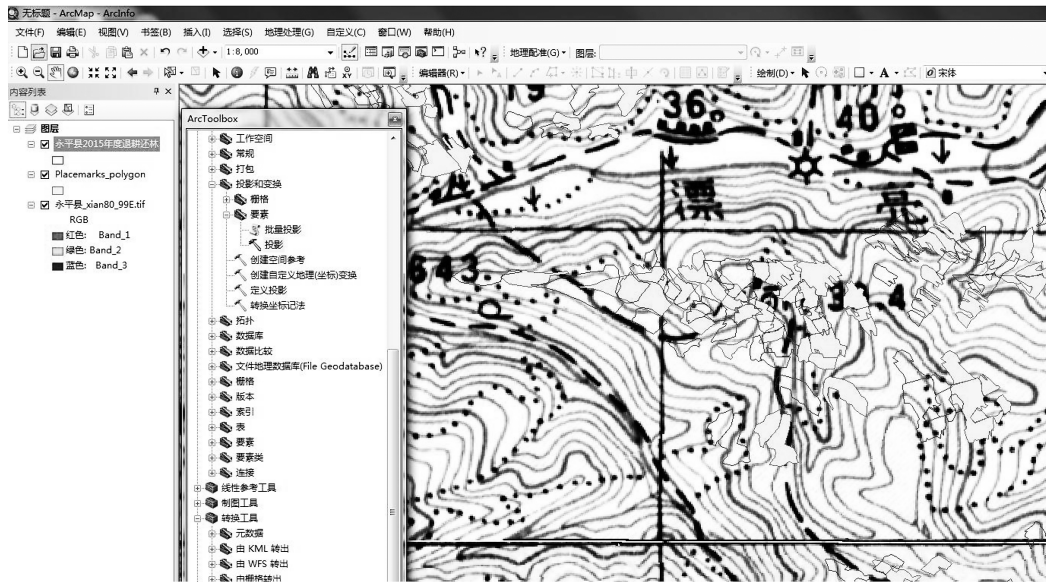 无标题 - ArcMap - ArcInfo
文件(F) 编辑(E) 视图(V) 书签(B) 插入(I) 选择(S) 地理处理(G) 自定义(C) 窗口(W) 帮助(H)
1:8,000 地理配准(G) 图层:
编辑器(R) 绘制(D) A 宋体
内容列表
图层
永平县2015年度退耕还林
Placemarks_polygon
永平县_xian80_99E.tif
RGB
红色: Band_1
绿色: Band_2
蓝色: Band_3
ArcToolbox
工作空间
常规
打包
投影和变换
栅格
要素
批量投影
投影
创建空间参考
创建自定义地理(坐标)变换
定义投影
转换坐标记法
拓扑
数据库
数据比较
文件地理数据库(File Geodatabase)
栅格
版本
索引
表
要素
要素类
连接
线性参考工具
制图工具
转换工具
元数据
由 KML 转出
由 WFS 转出
由栅格转出
36
40
漂 亮
643